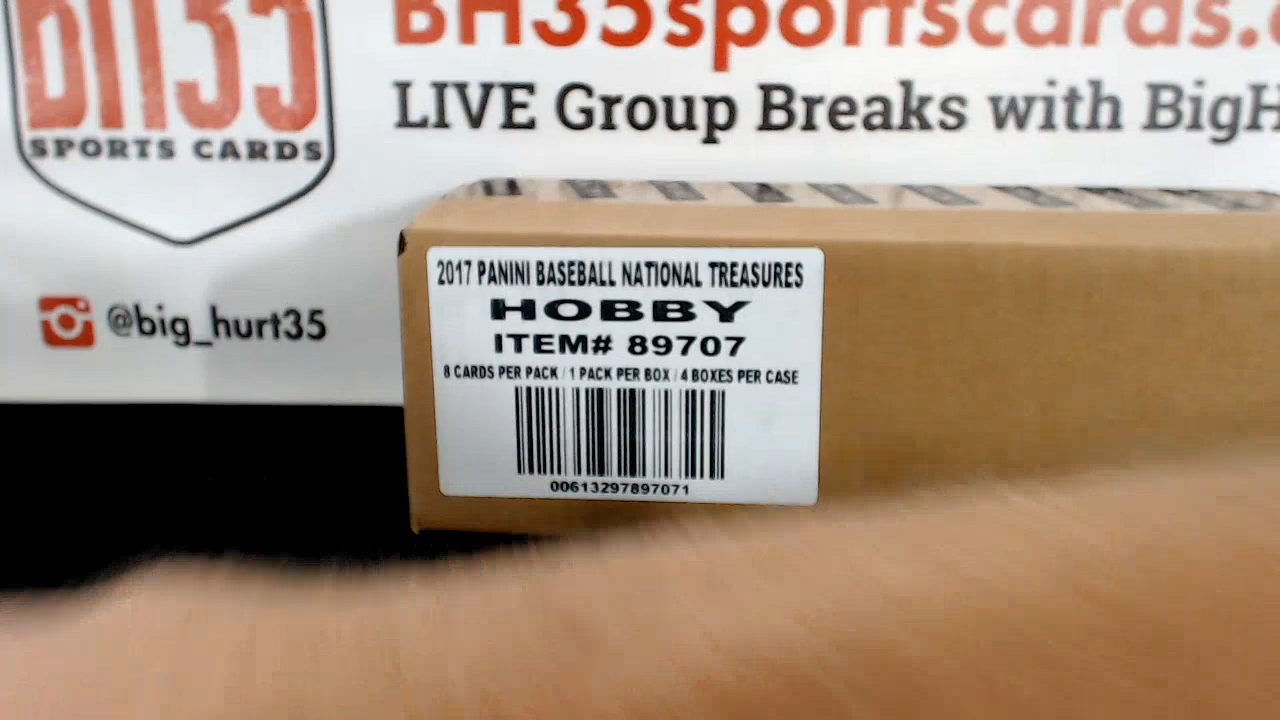 BH35
SPORTS CARDS
BH35sportscards.
LIVE Group Breaks with BigH
@big_hurt35
2017 PANINI BASEBALL NATIONAL TREASURES
HOBBY
ITEM# 89707
8 CARDS PER PACK / 1 PACK PER BOX / 4 BOXES PER CASE
00613297897071